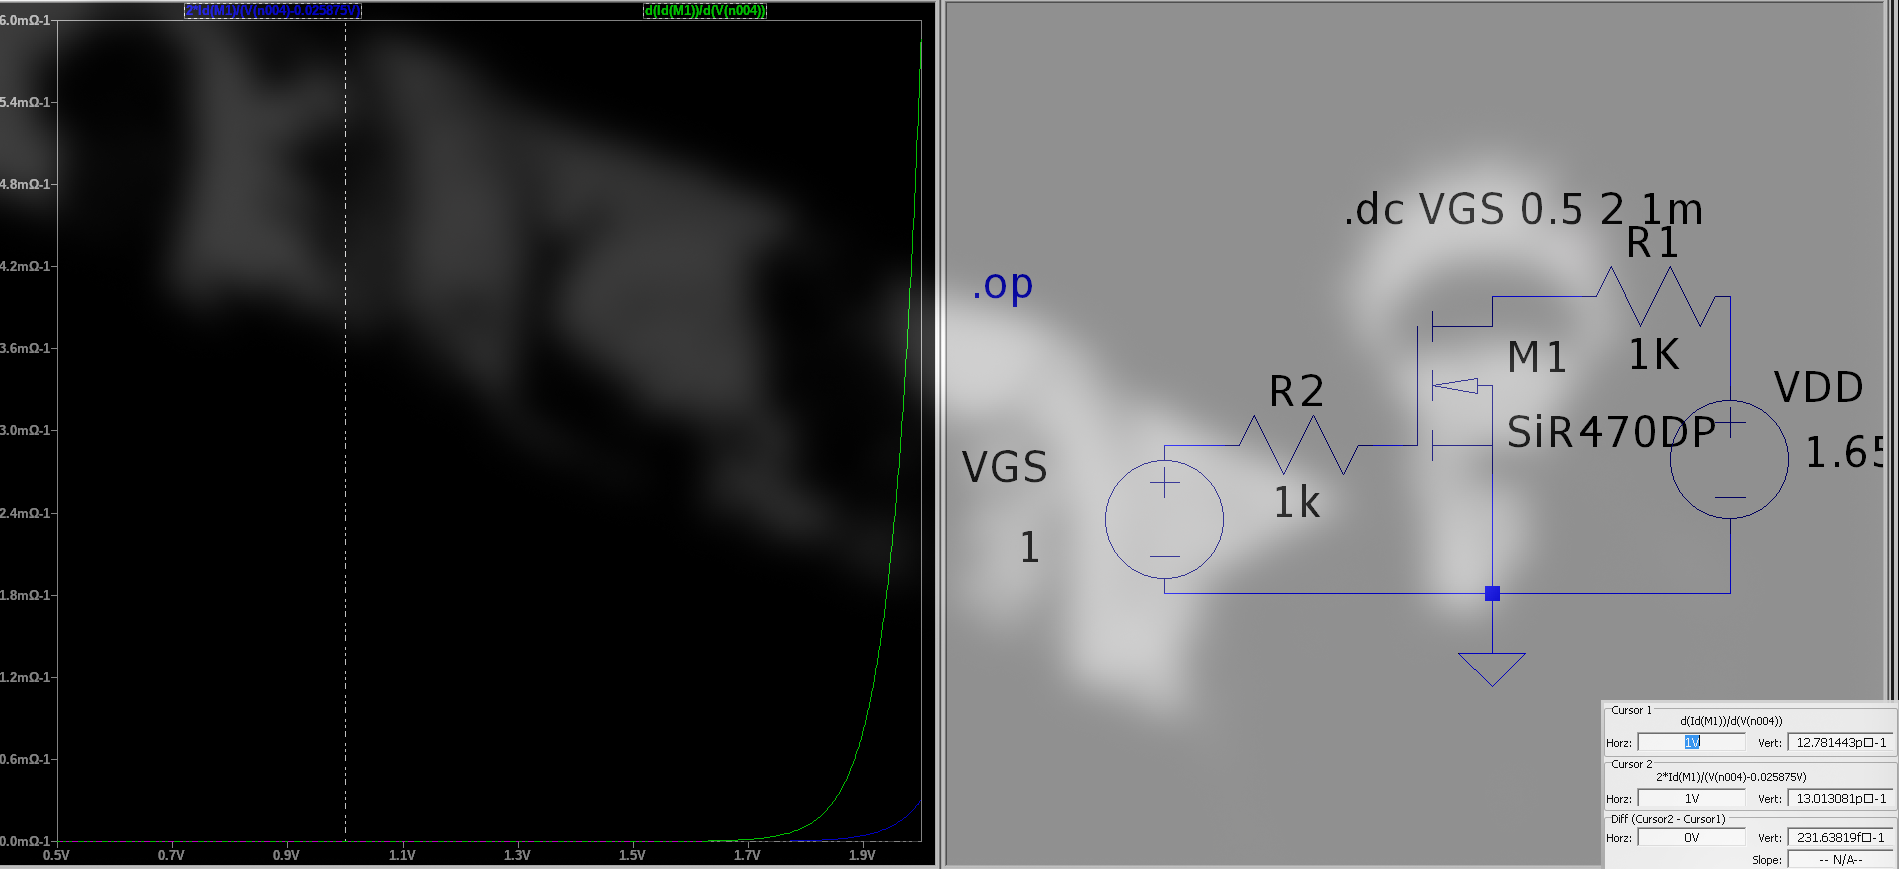 2*Id(M1)/(V(n004)-0.025875V)
d(Id(M1))/d(V(n004))
6.0mΩ-1
5.4mΩ-1
4.8mΩ-1
4.2mΩ-1
3.6mΩ-1
3.0mΩ-1
2.4mΩ-1
1.8mΩ-1
1.2mΩ-1
0.6mΩ-1
0.0mΩ-1
0.5V 0.7V 0.9V 1.1V 1.3V 1.5V 1.7V 1.9V
.dc VGS 0.5 2 1m
R1
.op
M1
1K
R2
VDD
SiR470DP
VGS
1.65
1k
1
Cursor 1
d(Id(M1))/d(V(n004))
Horz: 1V Vert: 12.781443p□-1
Cursor 2
2*Id(M1)/(V(n004)-0.025875V)
Horz: 1V Vert: 13.013081p□-1
Diff (Cursor2 - Cursor1)
Horz: 0V Vert: 231.63819f□-1
Slope: -- N/A--